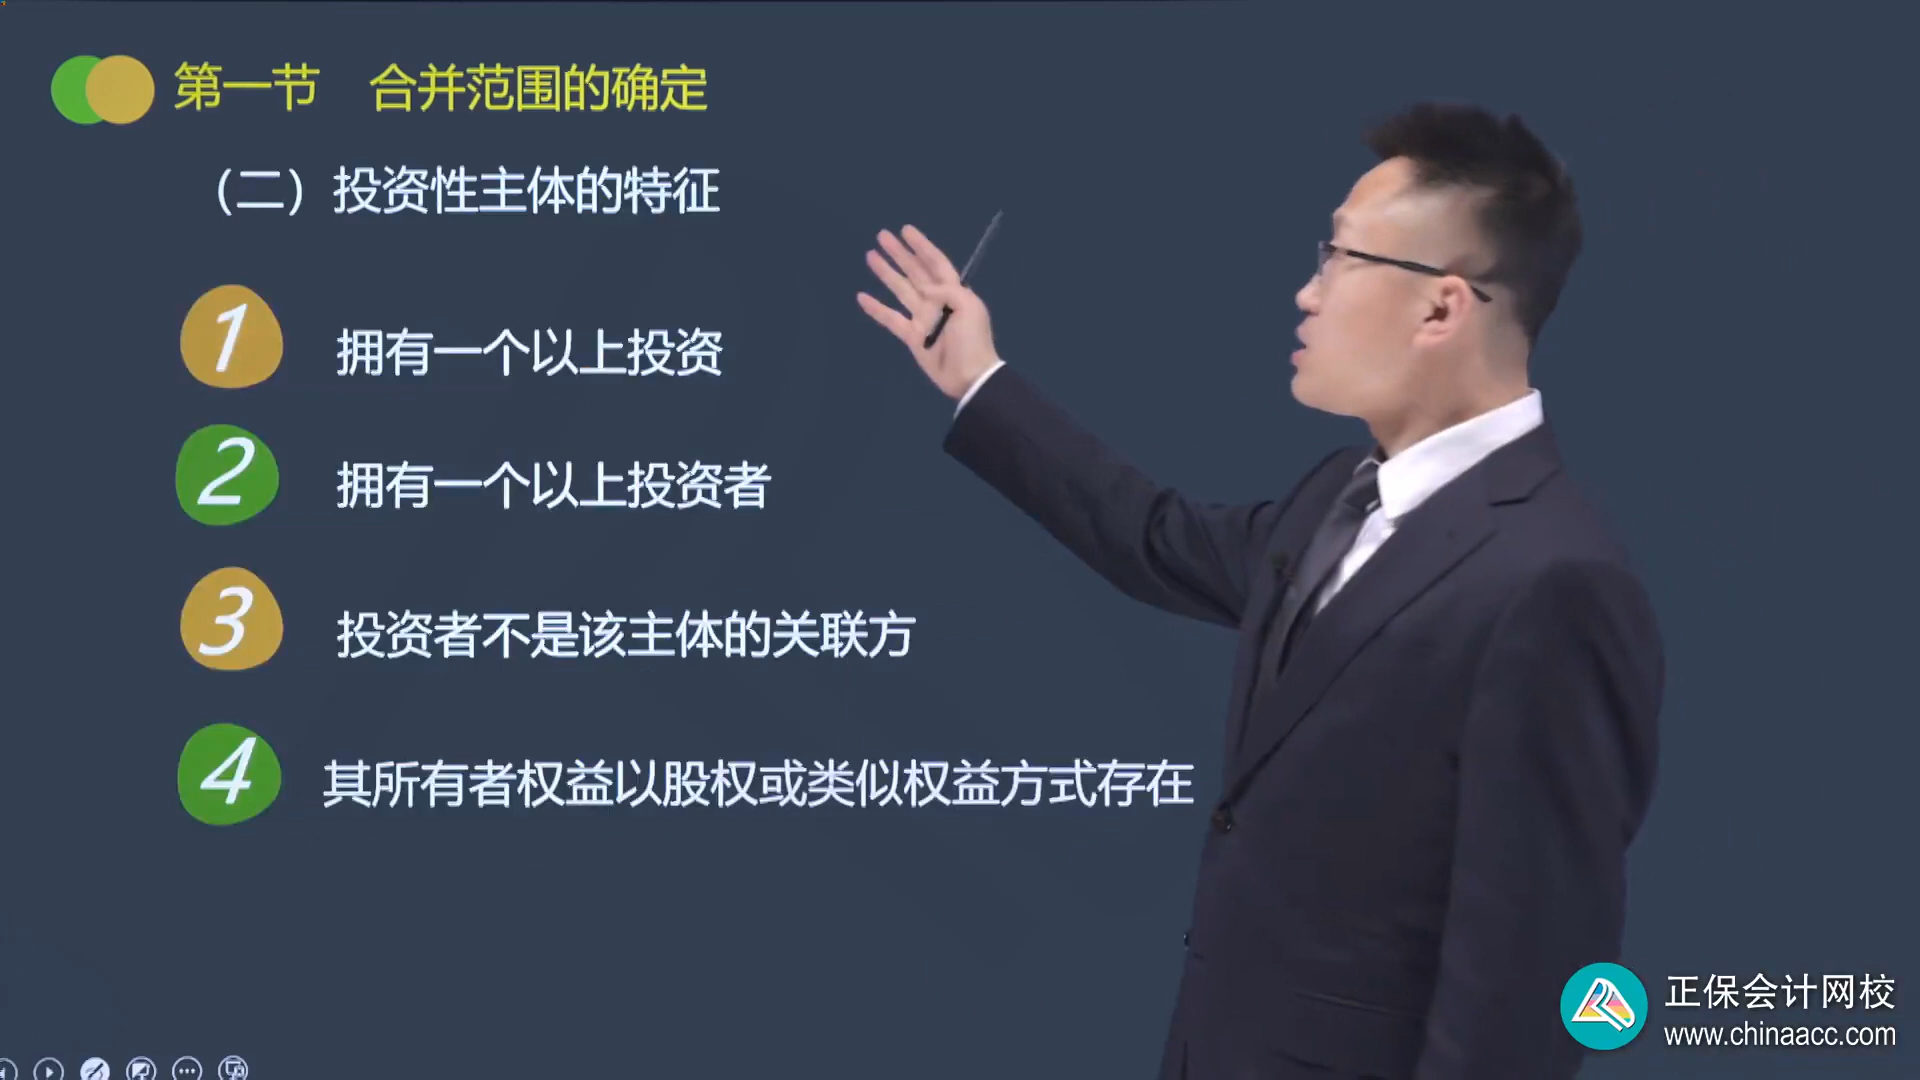 第一节 合并范围的确定
（二）投资性主体的特征
1 拥有一个以上投资
2 拥有一个以上投资者
3 投资者不是该主体的关联方
4 其所有者权益以股权或类似权益方式存在
正保会计网校
www.chinaacc.com